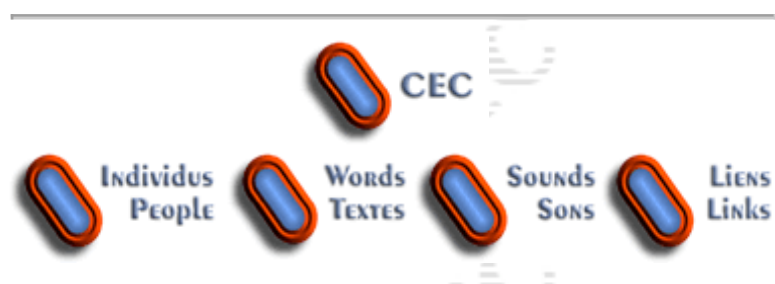 CEC
Individus
People
Words
Textes
Sounds
Sons
Liens
Links